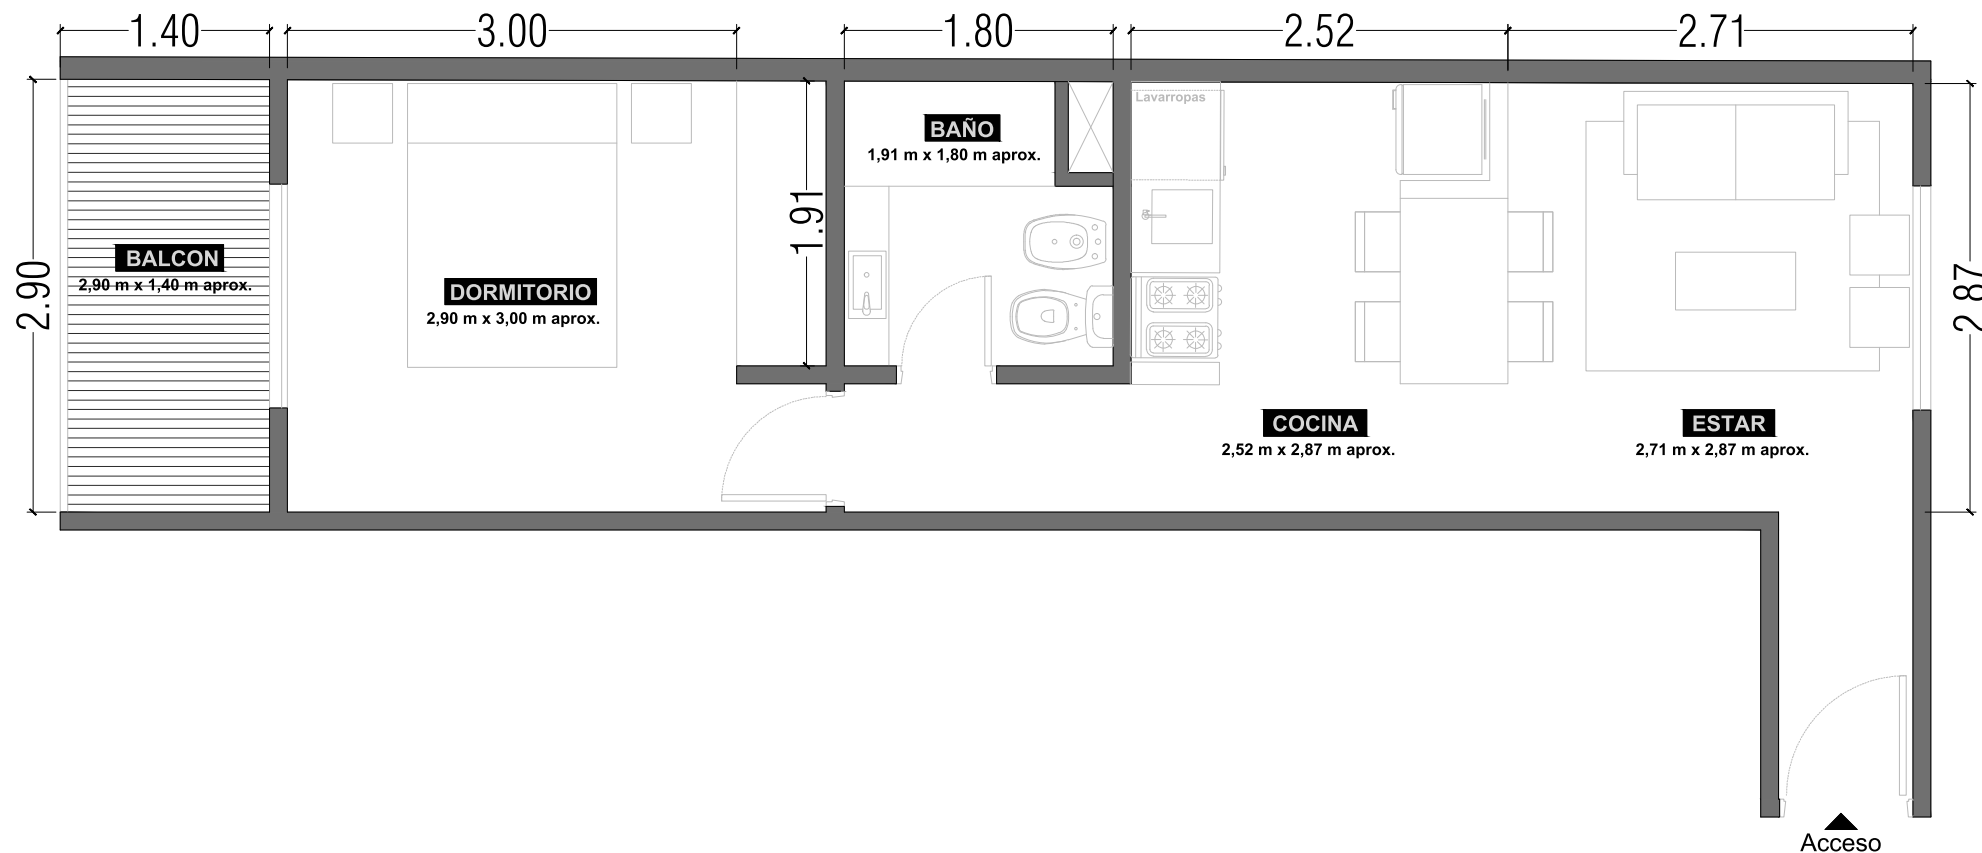 1.40
3.00
1.80
2.52
2.71
Lavarropas
BAÑO
1,91 m x 1,80 m aprox.
1.91
BALCON
2,90 m x 1,40 m aprox.
2.90
DORMITORIO
2,90 m x 3,00 m aprox.
2.87
COCINA
2,52 m x 2,87 m aprox.
ESTAR
2,71 m x 2,87 m aprox.
Acceso